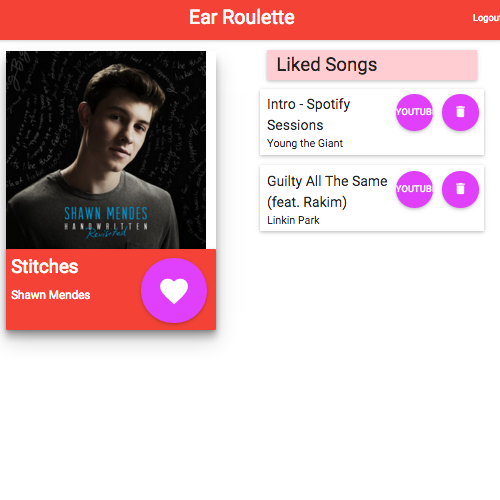 Ear Roulette
Logou
SHAWN MENDES
HANDWRITTEN
Revisited
Stitches
Shawn Mendes
Liked Songs
Intro - Spotify
Sessions
Young the Giant
YOUTUB
Guilty All The Same
(feat. Rakim)
Linkin Park
YOUTUB